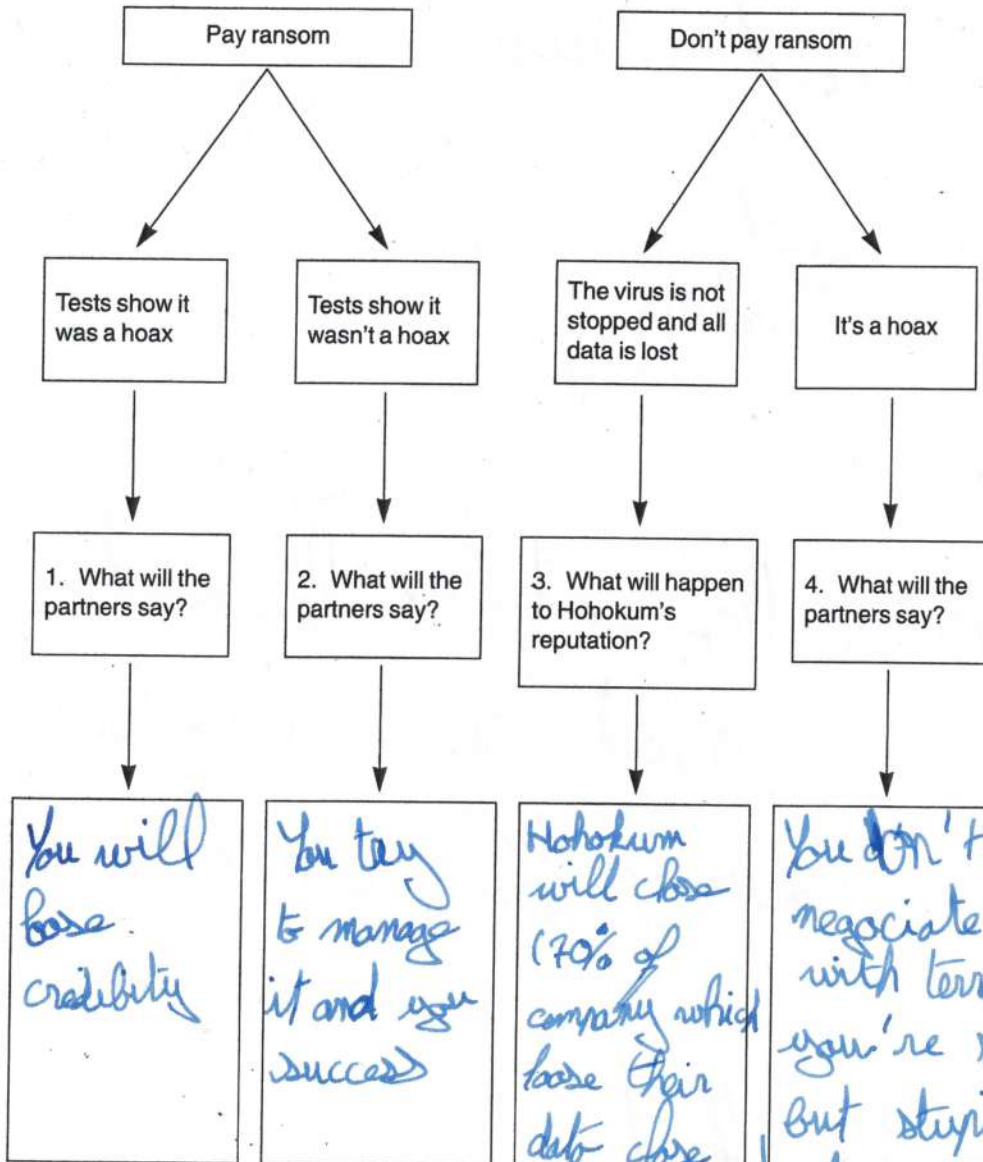 Pay ransom
Don't pay ransom
Tests show it
was a hoax
Tests show it
wasn't a hoax
The virus is not
stopped and all
data is lost
It's a hoax
1. What will the
partners say?
2. What will the
partners say?
3. What will happen
to Hohokum's
reputation?
4. What will the
partners say?
You will
loose
credibity
You try
to manage
it and you
success
Hohokum
will close
(70% of
company which
loose their
data close
You don't
negociate
with
you're
but